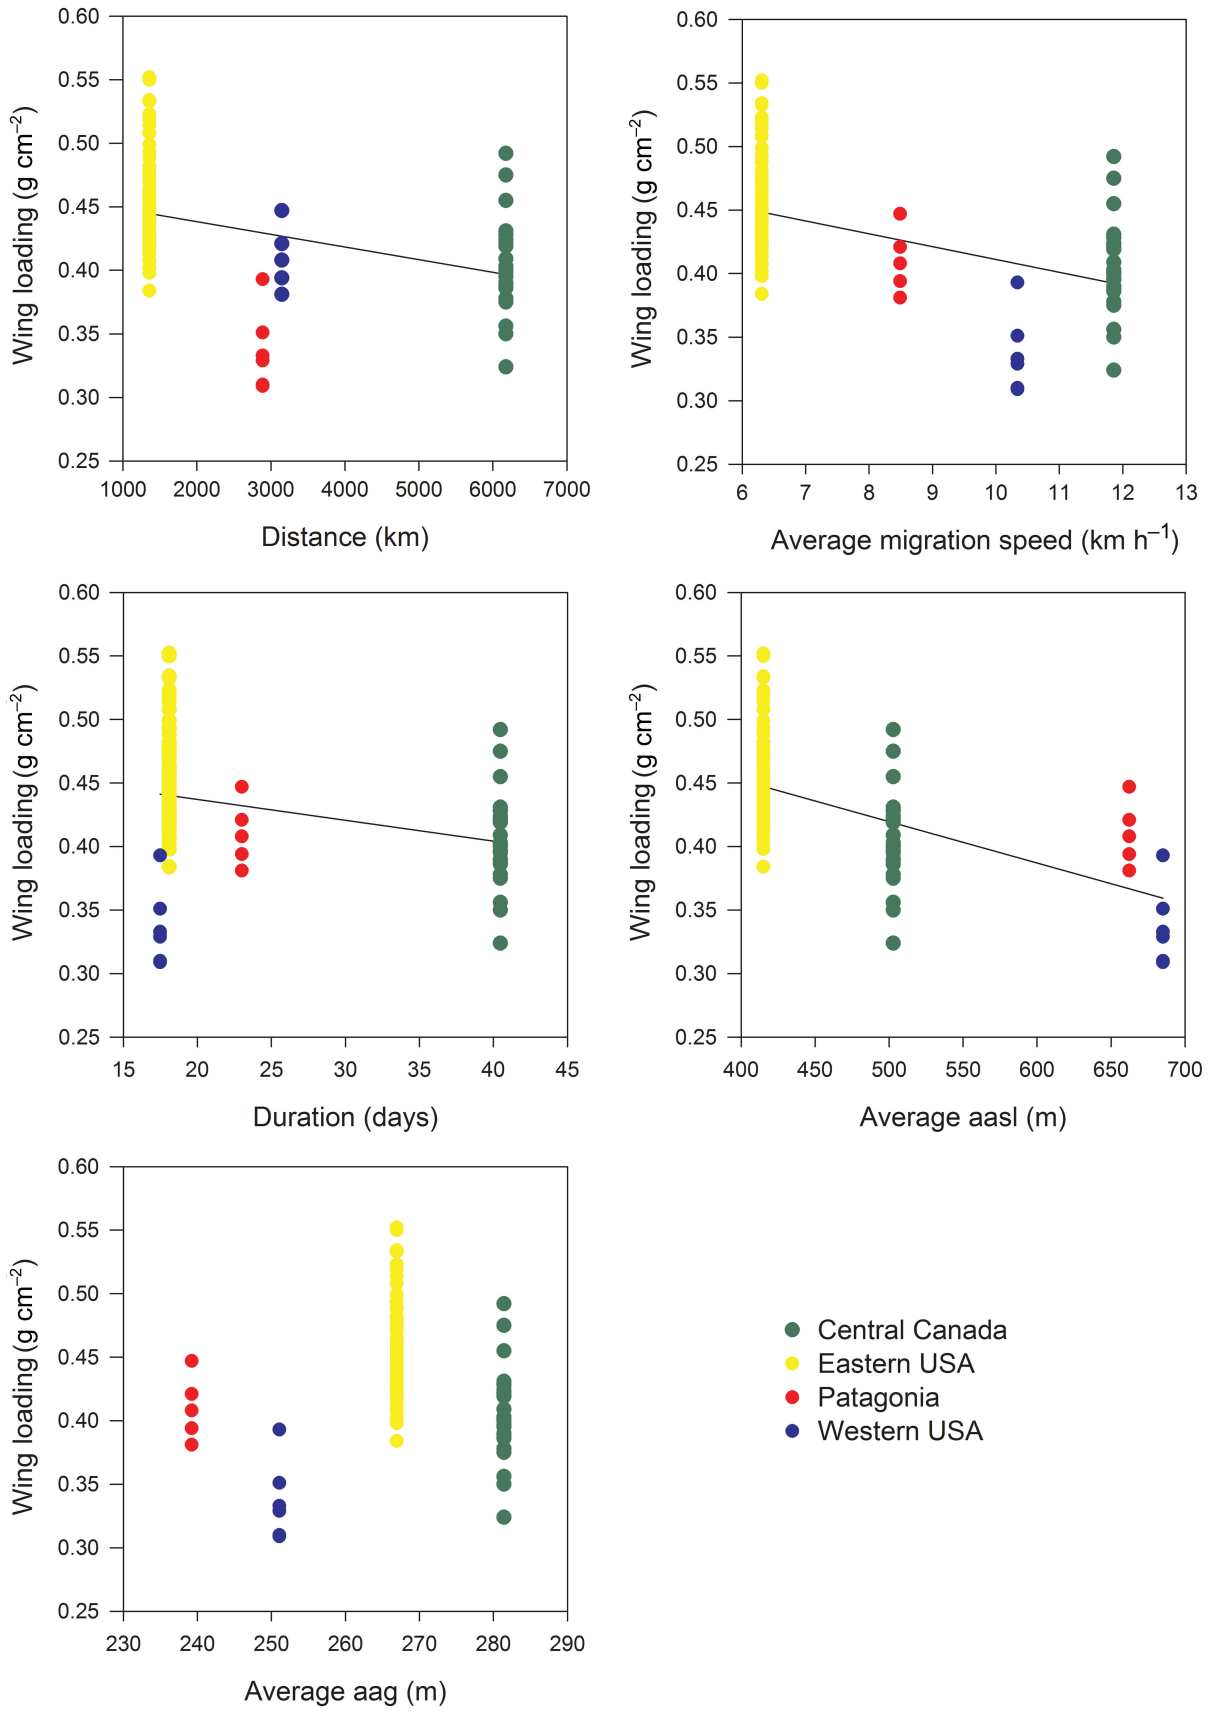 0.60
0.55
0.50
0.45
0.40
0.35
0.30
0.25
Wing loading (g cm–2)
1000 2000 3000 4000 5000 6000 7000
Distance (km)
0.60
0.55
0.50
0.45
0.40
0.35
0.30
0.25
Wing loading (g cm–2)
6 7 8 9 10 11 12 13
Average migration speed (km h–1)
0.60
0.55
0.50
0.45
0.40
0.35
0.30
0.25
Wing loading (g cm–2)
15 20 25 30 35 40 45
Duration (days)
0.60
0.55
0.50
0.45
0.40
0.35
0.30
0.25
Wing loading (g cm–2)
400 450 500 550 600 650 700
Average aasl (m)
0.60
0.55
0.50
0.45
0.40
0.35
0.30
0.25
Wing loading (g cm–2)
230 240 250 260 270 280 290
Average aag (m)
Central Canada
Eastern USA
Patagonia
Western USA